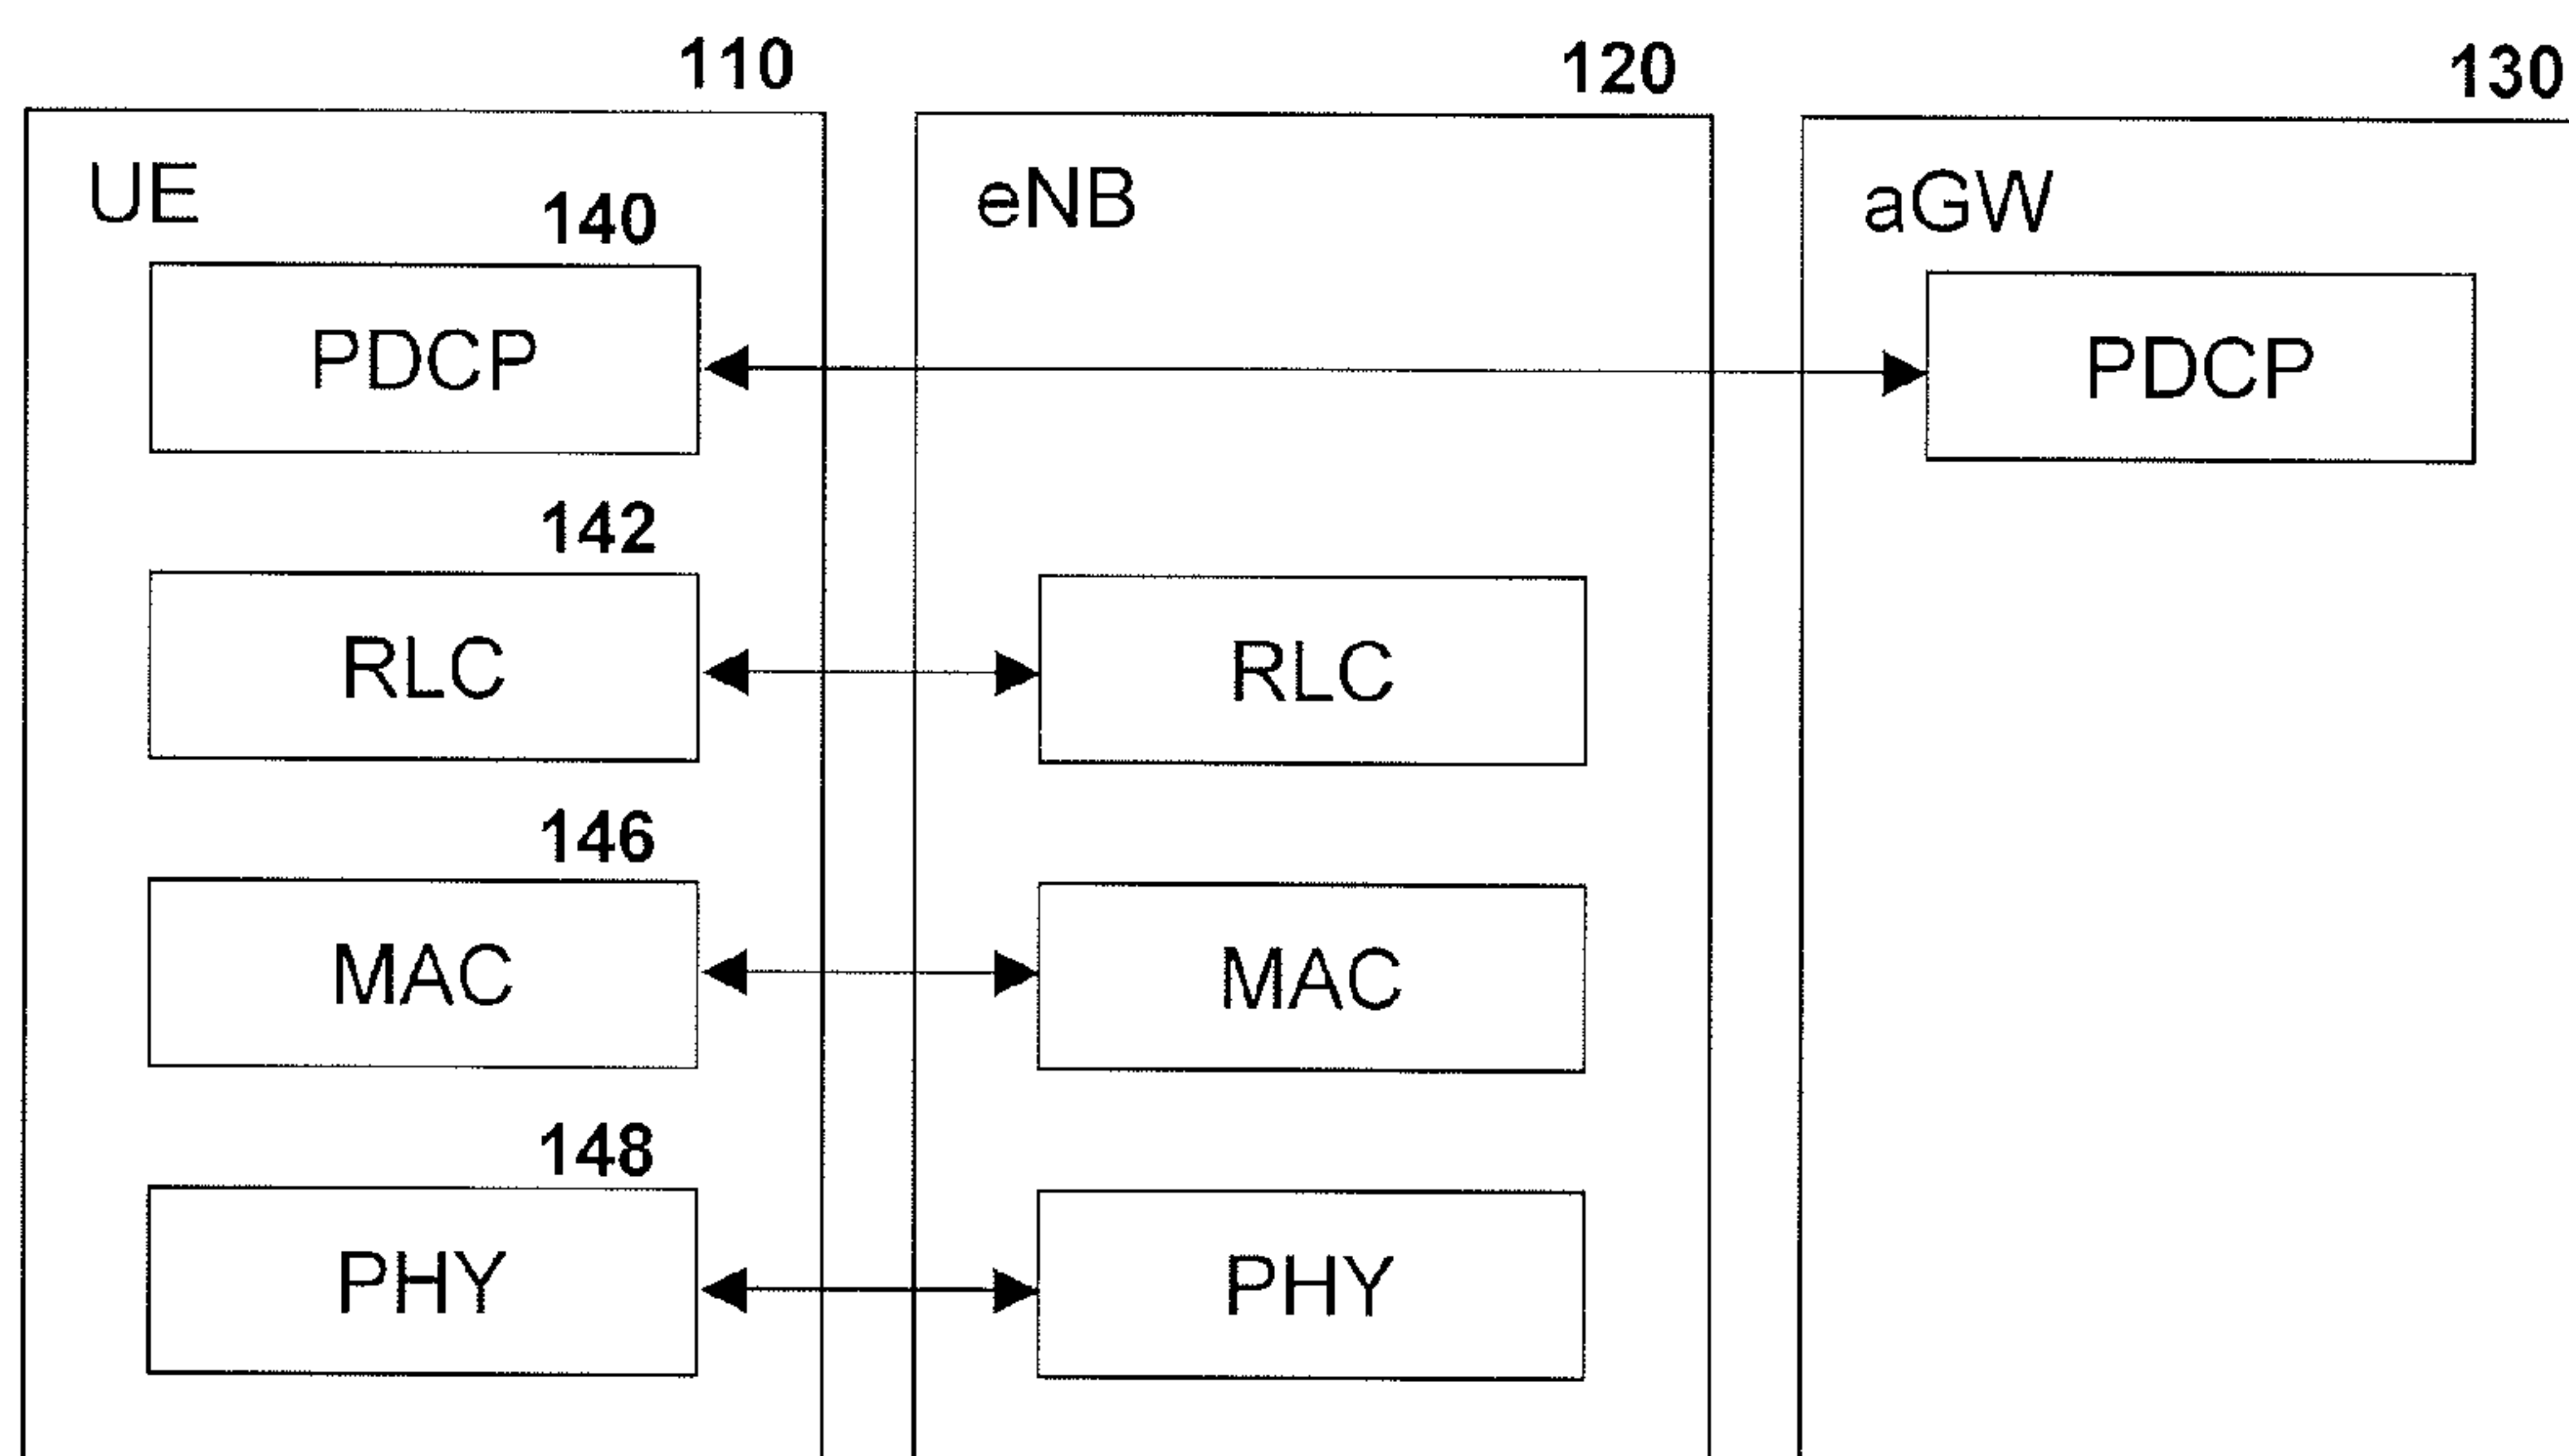 110 120 130
UE eNB aGW
140
PDCP PDCP
142
RLC RLC
146
MAC MAC
148
PHY PHY